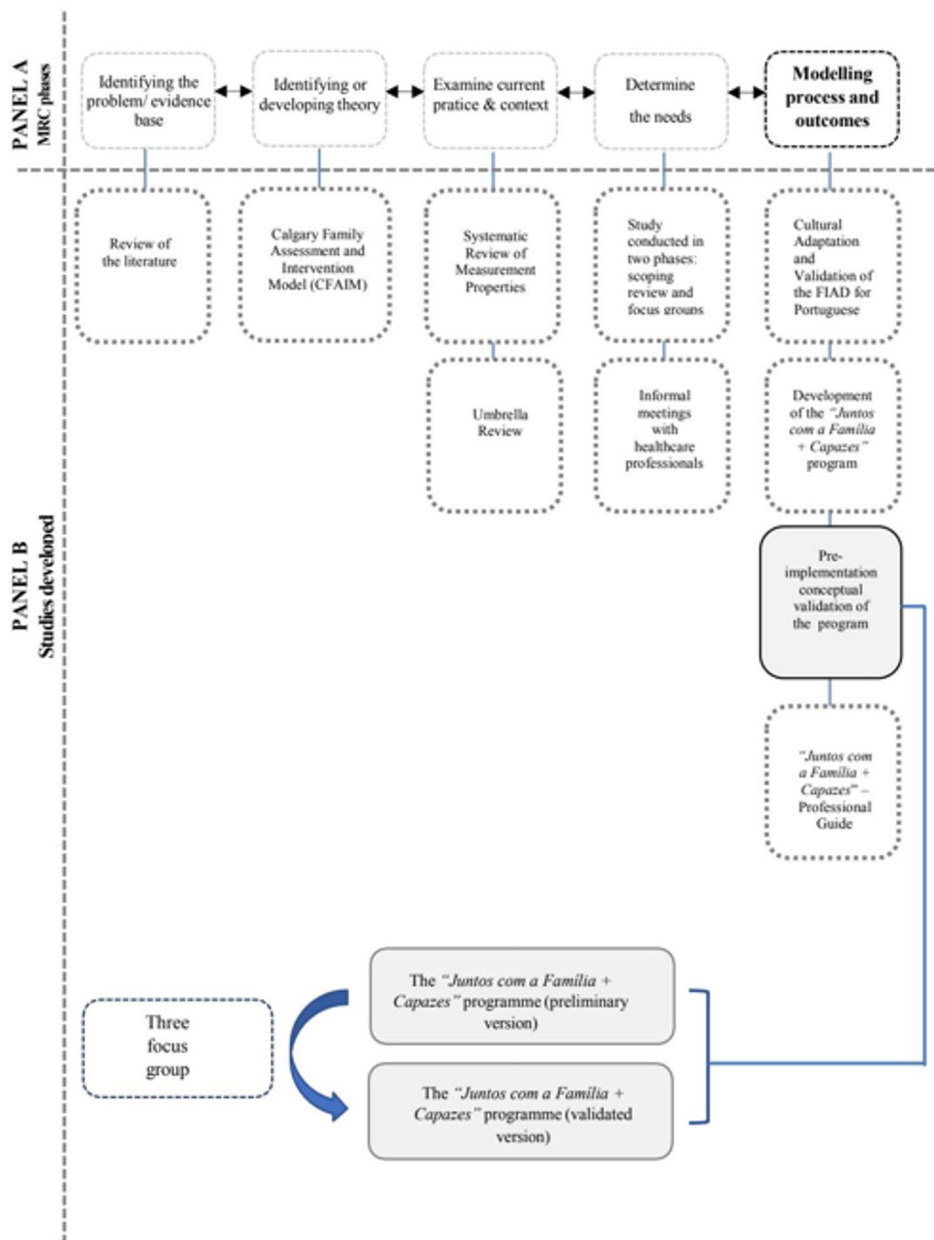 PANEL A
MRC phases
Identifying the
problem/ evidence
base
Identifying or
developing theory
Examine current
pratice & context
Determine
the needs
Modelling
process and
outcomes
PANEL B
Studies developed
Review of
the literature
Calgary Family
Assessment and
Intervention
Model (CFAIM)
Systematic
Review of
Measurement
Properties
Study
conducted in
two phases:
scoping
review and
focus groups
Cultural
Adaptation
and
Validation of
the FIAD for
Portuguese
Umbrella
Review
Informal
meetings
with
healthcare
professionals
Development
of the “Juntos
com a Família
+ Capazes”
program
Pre-
implementation
conceptual
validation of
the program
“Juntos com
a Família +
Capazes” –
Professional
Guide
Three
focus
group
The “Juntos com a Família +
Capazes” programme (preliminary
version)
The “Juntos com a Família +
Capazes” programme (validated
version)